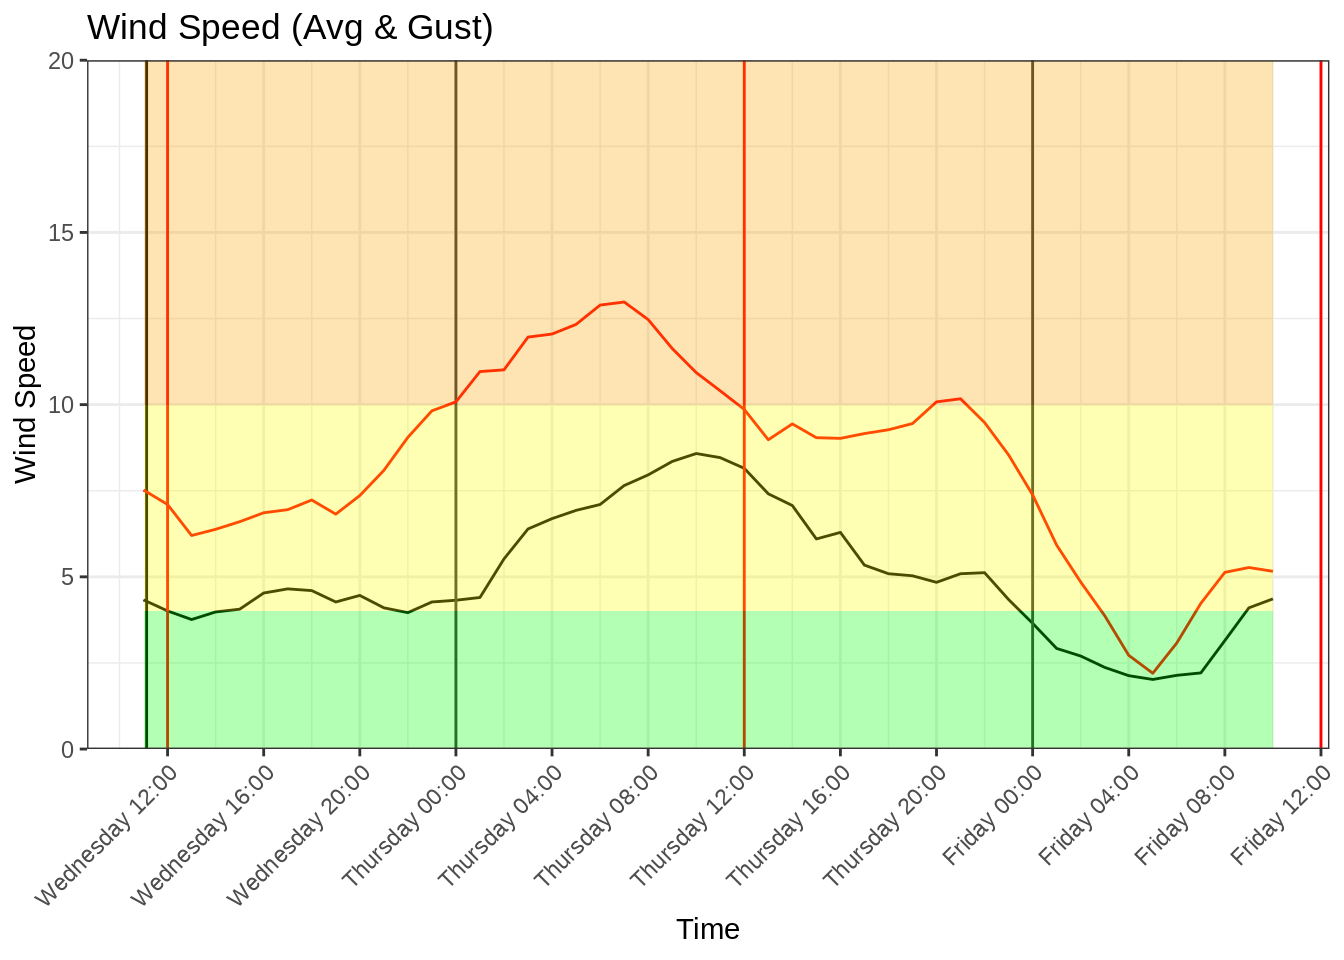 Wind Speed (Avg & Gust)
20
15
10
5
0
Wind Speed
Wednesday 12:00
Wednesday 16:00
Wednesday 20:00
Thursday 00:00
Thursday 04:00
Thursday 08:00
Thursday 12:00
Thursday 16:00
Thursday 20:00
Friday 00:00
Friday 04:00
Friday 08:00
Friday 12:00
Time